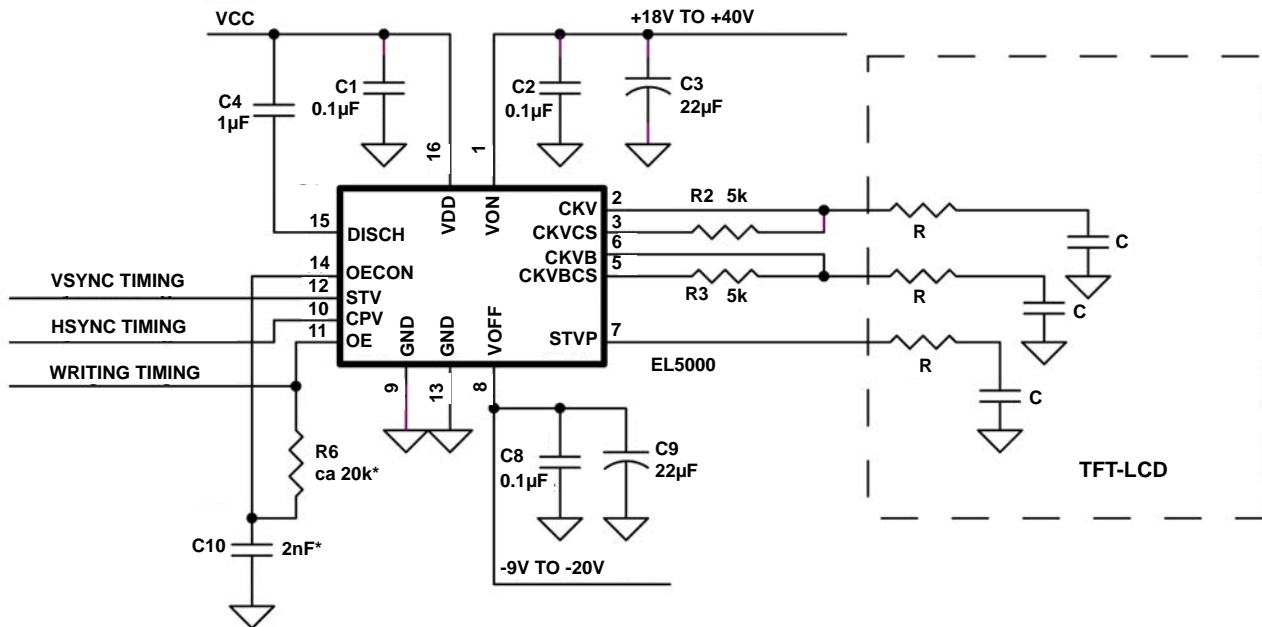 VCC
+18V TO +40V
C4
1µF
C1
0.1µF
C2
0.1µF
C3
22µF
16
1
VDD
VON
15
DISCH
14
OECON
12
STV
10
CPV
11
OE
VSYNC TIMING
HSYNC TIMING
WRITING TIMING
CKV
2
CKVCS
3
CKVB
6
CKVBCS
5
STVP
7
R2 5k
R3 5k
GND
GND
VOFF
9
13
8
EL5000
R
C
R
C
R
C
TFT-LCD
R6
ca 20k*
C10
2nF*
C8
0.1µF
C9
22µF
-9V TO -20V